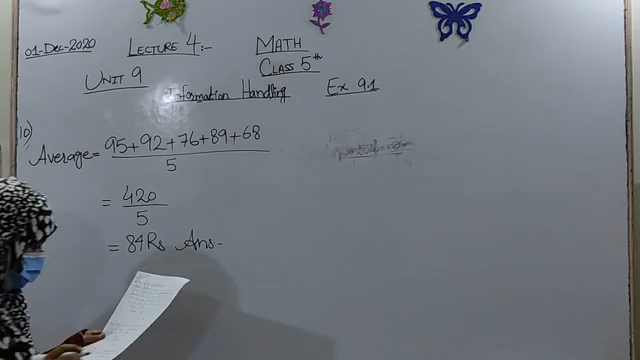 01-Dec-2020 LECTURE 4:- MATH
CLASS 5th
UNIT 9 Information Handling Ex 9.1
10)
Average = 95+92+76+89+68
5
= 420
5
= 84Rs Ans-